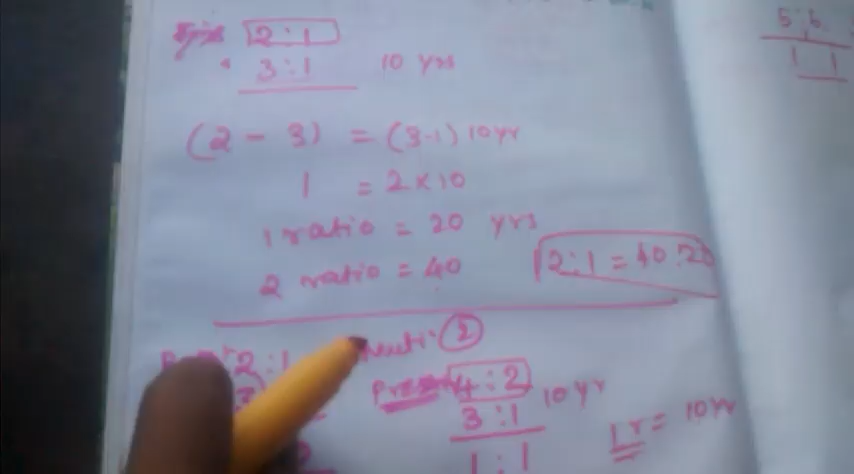 2 : 1
3 : 1 10 yrs
(2 - 3) = (3-1) 10yr
1 = 2 × 10
1 ratio = 20 yrs
2 ratio = 40
2 : 1 = 40 : 20
5 : 6
1 1
2 : 1
②
4 : 2
3 : 1 10 yr
1 : 1
1 r = 10 yr